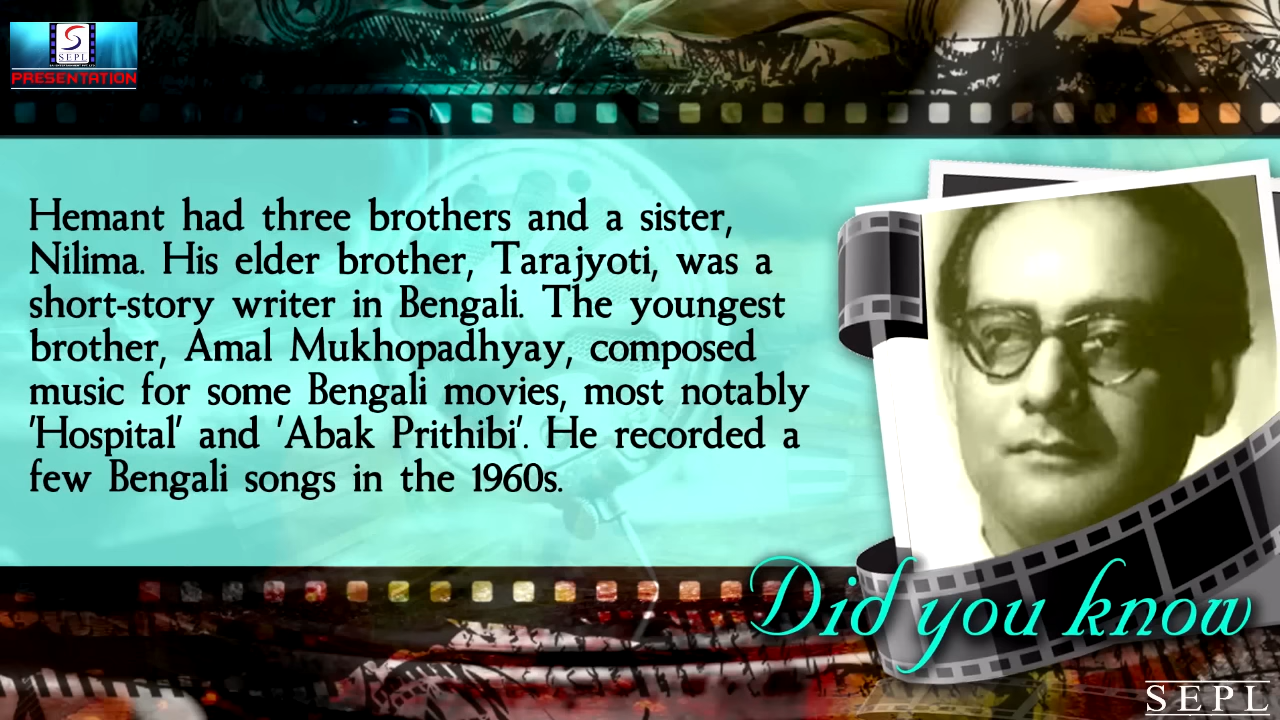 SEPL
PRESENTATION
Hemant had three brothers and a sister,
Nilima. His elder brother, Tarajyoti, was a
short-story writer in Bengali. The youngest
brother, Amal Mukhopadhyay, composed
music for some Bengali movies, most notably
'Hospital' and 'Abak Prithibi'. He recorded a
few Bengali songs in the 1960s.
Did you know
SEPL